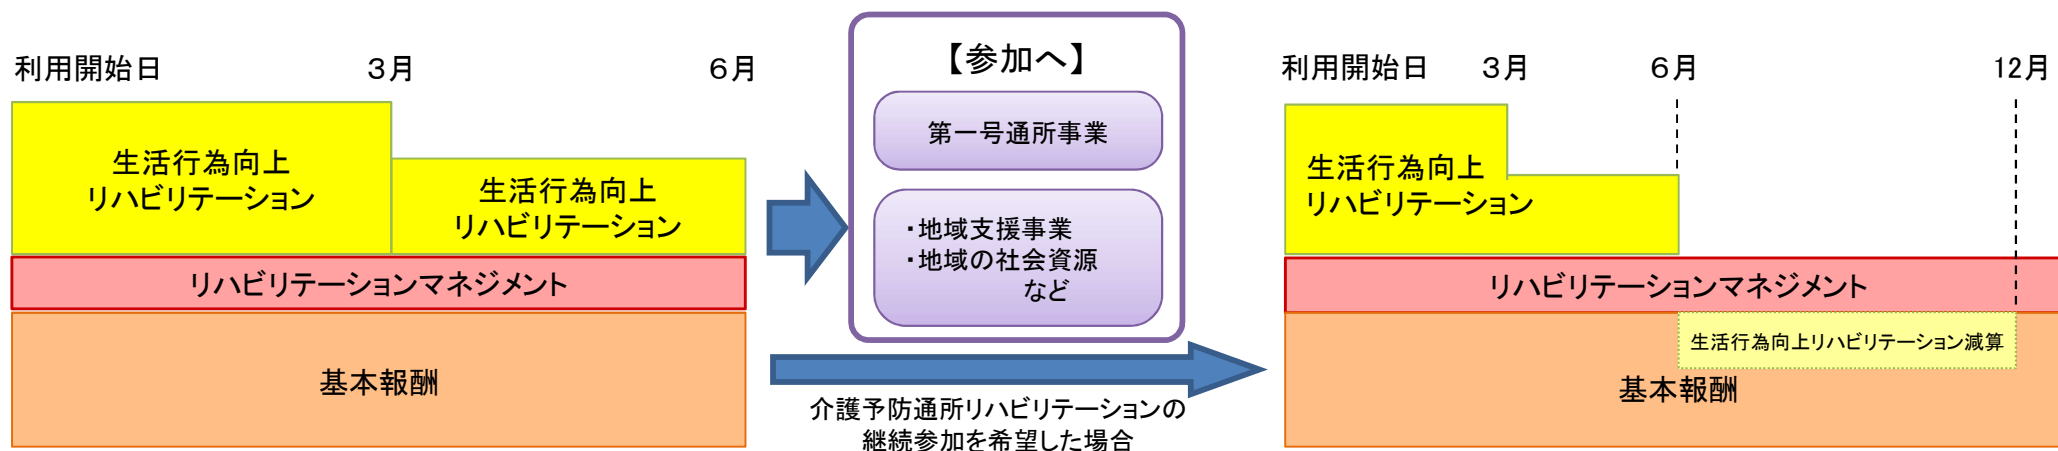 利用開始日
３月
６月
生活行為向上
リハビリテーション
生活行為向上
リハビリテーション
リハビリテーションマネジメント
基本報酬
【参加へ】
第一号通所事業
・地域支援事業
・地域の社会資源
など
介護予防通所リハビリテーションの
継続参加を希望した場合
利用開始日
３月
６月
12月
生活行為向上
リハビリテーション
リハビリテーションマネジメント
生活行為向上リハビリテーション減算
基本報酬